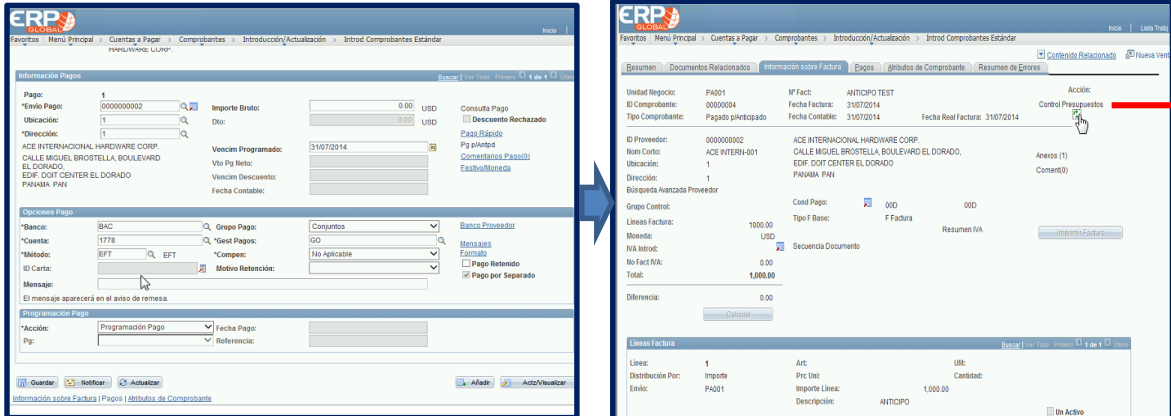 ERP
GLOBAL
Inicio
Favoritos Menú Principal > Cuentas a Pagar > Comprobantes > Introducción/Actualización > Introd Comprobantes Estándar
HARDWARE CORP.
Información Pagos
Buscar | Ver Todo Primero 1 de 1 Último
Pago: 1
*Envío Pago: 0000000002 Importe Bruto: 0.00 USD Consulta Pago
Ubicación: 1 Dto: 0.00 USD Descuento Rechazado
*Dirección: 1 Pago Rápido
ACE INTERNATIONAL HARDWARE CORP. Vencim Programado: 31/07/2014 Pg p/Antpd
CALLE MIGUEL BROSTELLA, BOULEVARD Vto Pg Neto: Comentarios Pago(0)
EL DORADO, Vencim Descuento: Festivo/Moneda
EDIF. DOIT CENTER EL DORADO Fecha Contable:
PANAMA PAN
Opciones Pago
*Banco: BAC Grupo Pago: Conjuntos Banco Proveedor
*Cuenta: 1778 *Gest Pagos: GO Mensajes
*Método: EFT EFT *Compen: No Aplicable Formato
ID Carta: Motivo Retención: Pago Retenido
Pago por Separado
Mensaje:
El mensaje aparecerá en el aviso de remesa.
Programación Pago
*Acción: Programación Pago Fecha Pago:
Pg: Referencia:
Guardar Notificar Actualizar Añadir Actz/Visualizar
Información sobre Factura | Pagos | Atributos de Comprobante
ERP
GLOBAL
Inicio | Lista Trabj
Favoritos Menú Principal > Cuentas a Pagar > Comprobantes > Introducción/Actualización > Introd Comprobantes Estándar
Contenido Relacionado Nueva Vent
Resumen Documentos Relacionados Información sobre Factura Pagos Atributos de Comprobante Resumen de Errores
Unidad Negocio: PA001 Nº Fact: ANTICIPO TEST Acción:
ID Comprobante: 00000004 Fecha Factura: 31/07/2014 Control Presupuestos
Tipo Comprobante: Pagado p/Anticipado Fecha Contable: 31/07/2014 Fecha Real Factura: 31/07/2014
ID Proveedor: 0000000002 ACE INTERNACIONAL HARDWARE CORP.
Nom Corto: ACE INTERN-001 CALLE MIGUEL BROSTELLA, BOULEVARD EL DORADO, Anexos (1)
Ubicación: 1 EDIF. DOIT CENTER EL DORADO
Dirección: 1 PANAMA PAN Coment(0)
Búsqueda Avanzada Proveedor
Grupo Control: Cond Pago: 00D 00D
Líneas Factura: 1000.00 Tipo F Base: F Factura
Moneda: USD Resumen IVA Imprimir Factura
IVA Introd: Secuencia Documento
No Fact IVA: 0.00
Total: 1,000.00
Diferencia: 0.00
Calcular
Líneas Factura
Buscar | Ver Todo Primero 1 de 1 Último
Línea: 1 Art: UM:
Distribución Por: Importe Prc Uni: Cantidad:
Envío: PA001 Importe Línea: 1,000.00
Descripción: ANTICIPO
Un Activo